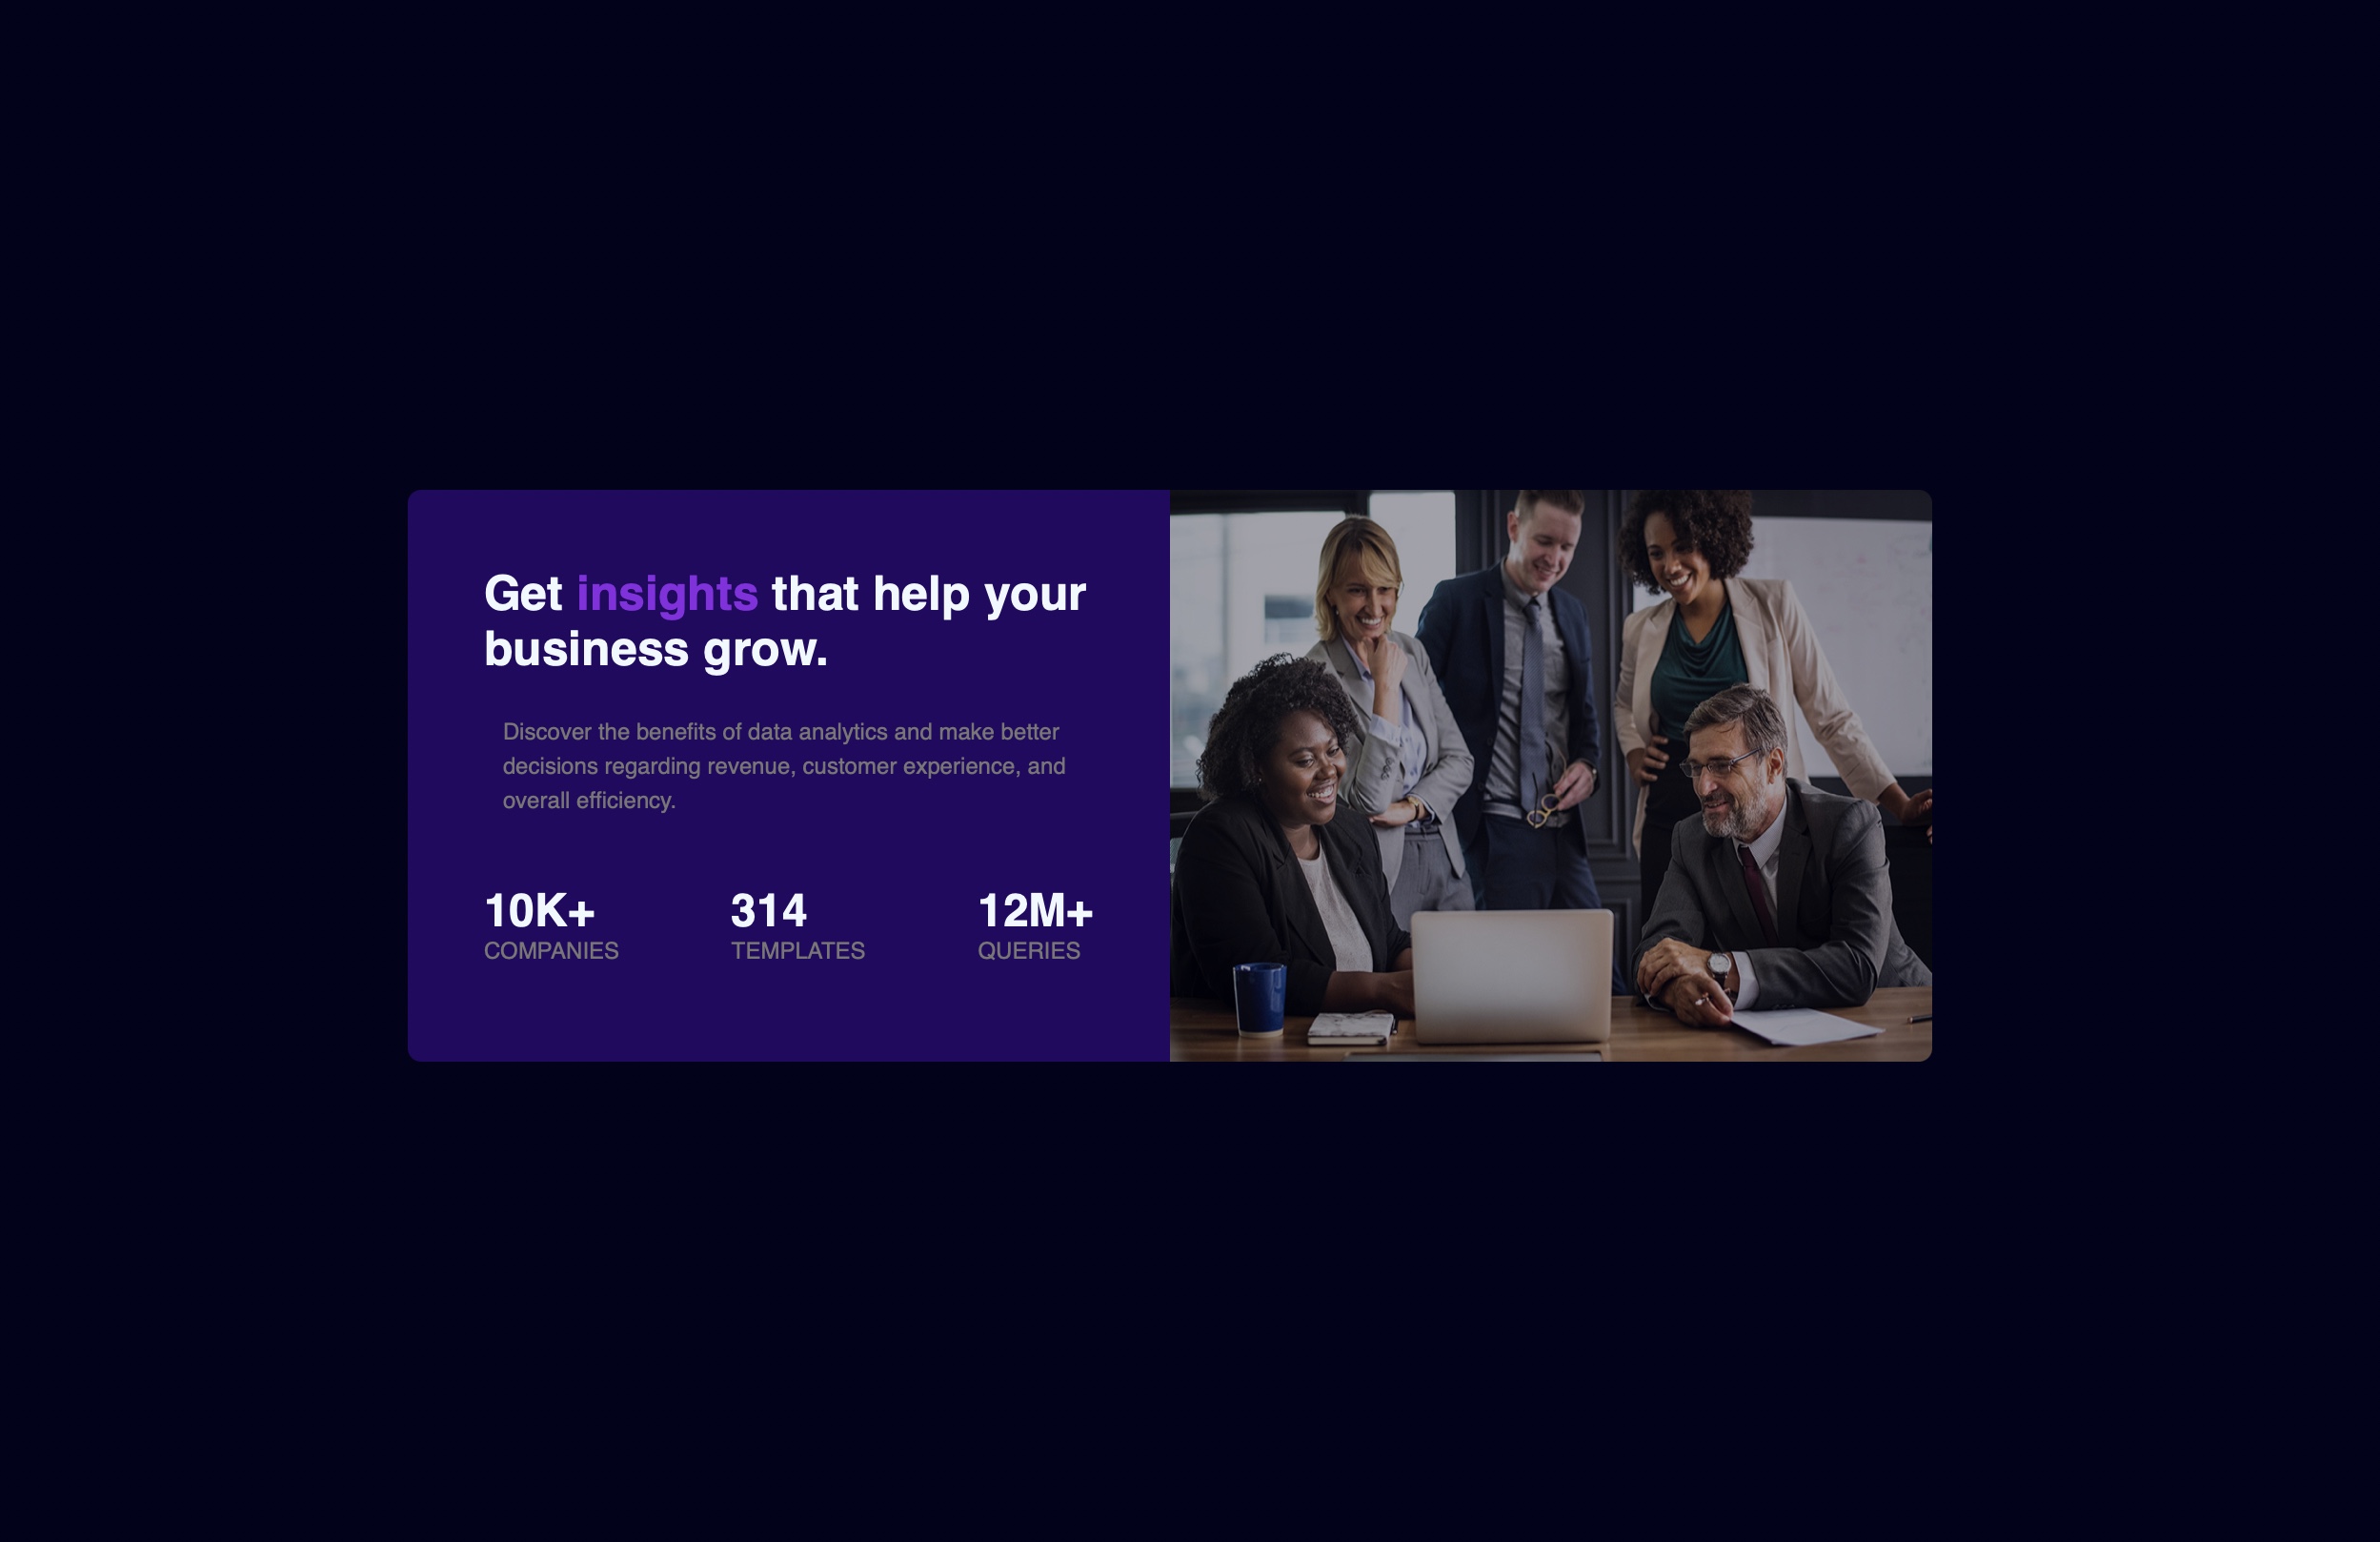 Get insights that help your
business grow.
Discover the benefits of data analytics and make better
decisions regarding revenue, customer experience, and
overall efficiency.
10K+ 314 12M+
COMPANIES TEMPLATES QUERIES